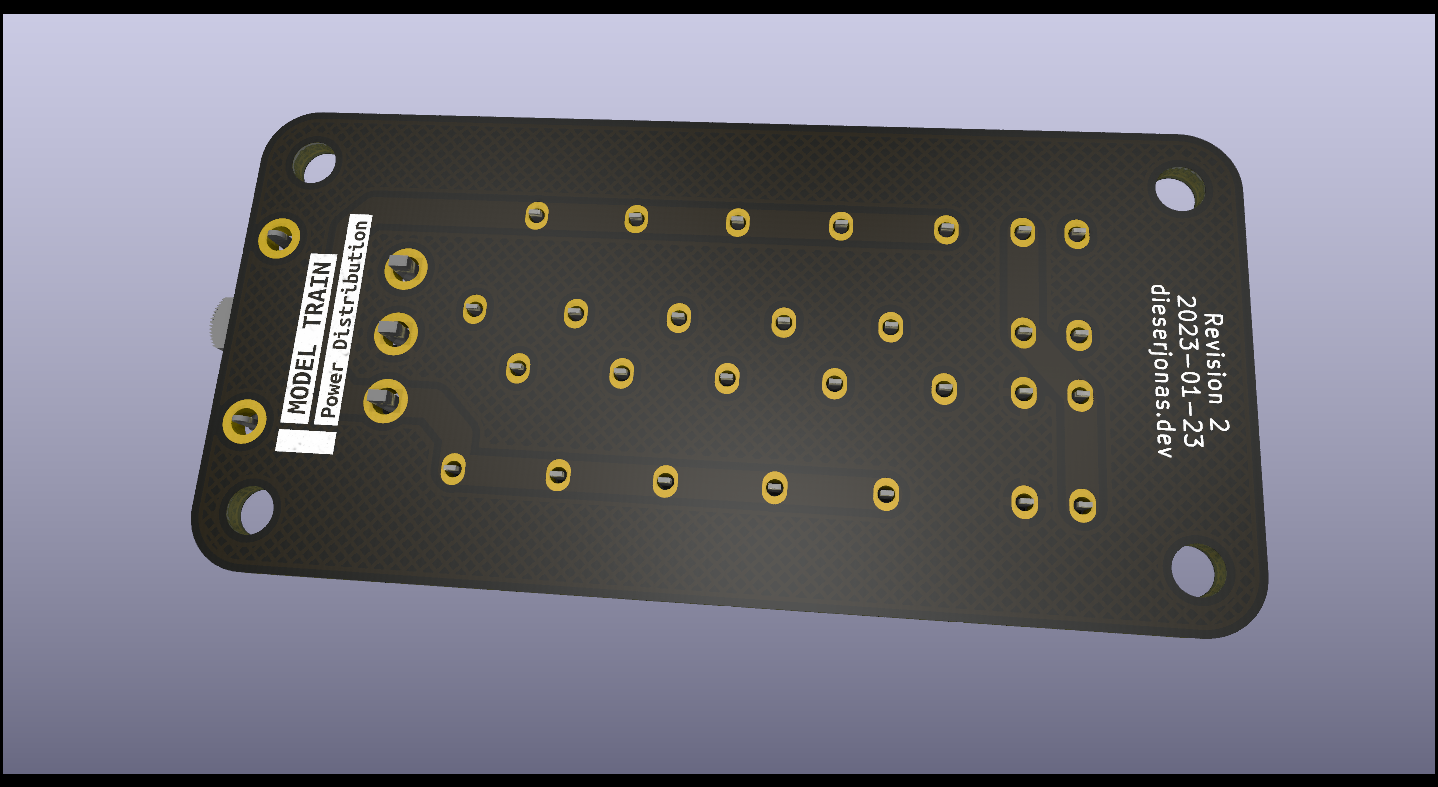 MODEL TRAIN
Power Distribution
Revision 2
2023-01-23
dieserjonas.dev